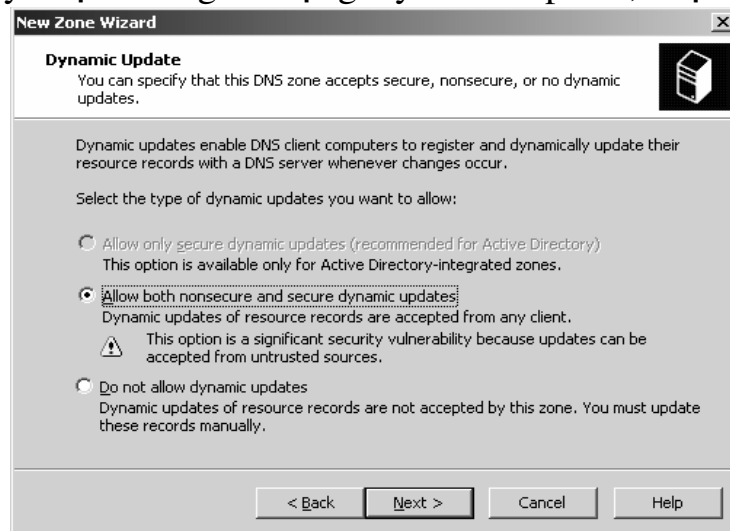 New Zone Wizard
Dynamic Update
You can specify that this DNS zone accepts secure, nonsecure, or no dynamic
updates.
Dynamic updates enable DNS client computers to register and dynamically update their
resource records with a DNS server whenever changes occur.
Select the type of dynamic updates you want to allow:
Allow only secure dynamic updates (recommended for Active Directory)
This option is available only for Active Directory-integrated zones.
Allow both nonsecure and secure dynamic updates
Dynamic updates of resource records are accepted from any client.
This option is a significant security vulnerability because updates can be
accepted from untrusted sources.
Do not allow dynamic updates
Dynamic updates of resource records are not accepted by this zone. You must update
these records manually.
< Back Next > Cancel Help